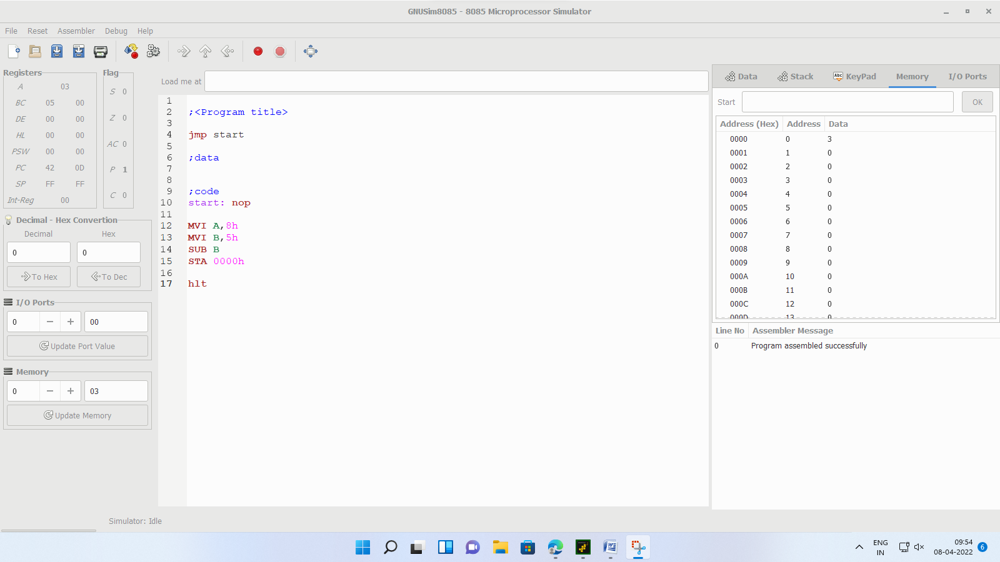 GNUSim8085 - 8085 Microprocessor Simulator
File Reset Assembler Debug Help
Registers
A 03
BC 05 00
DE 00 00
HL 00 00
PSW 00 00
PC 42 0D
SP FF FF
Int-Reg 00
Flag
S 0
Z 0
AC 0
P 1
C 0
Decimal - Hex Convertion
Decimal Hex
0 0
To Hex To Dec
I/O Ports
0 00
Update Port Value
Memory
0 03
Update Memory
Load me at
1
2 ;<Program title>
3
4 jmp start
5
6 ;data
7
8
9 ;code
10 start: nop
11
12 MVI A,8h
13 MVI B,5h
14 SUB B
15 STA 0000h
16
17 hlt
Data Stack Abc KeyPad Memory I/O Ports
Start OK
Address (Hex) Address Data
0000 0 3
0001 1 0
0002 2 0
0003 3 0
0004 4 0
0005 5 0
0006 6 0
0007 7 0
0008 8 0
0009 9 0
000A 10 0
000B 11 0
000C 12 0
000D 13 0
Line No Assembler Message
0 Program assembled successfully
Simulator: Idle
ENG
IN
09:54
08-04-2022
6